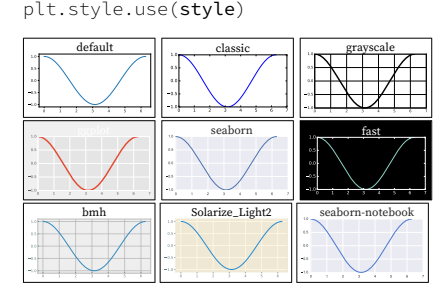 plt.style.use(style)
default
classic
grayscale
ggplot
seaborn
fast
bmh
Solarize_Light2
seaborn-notebook